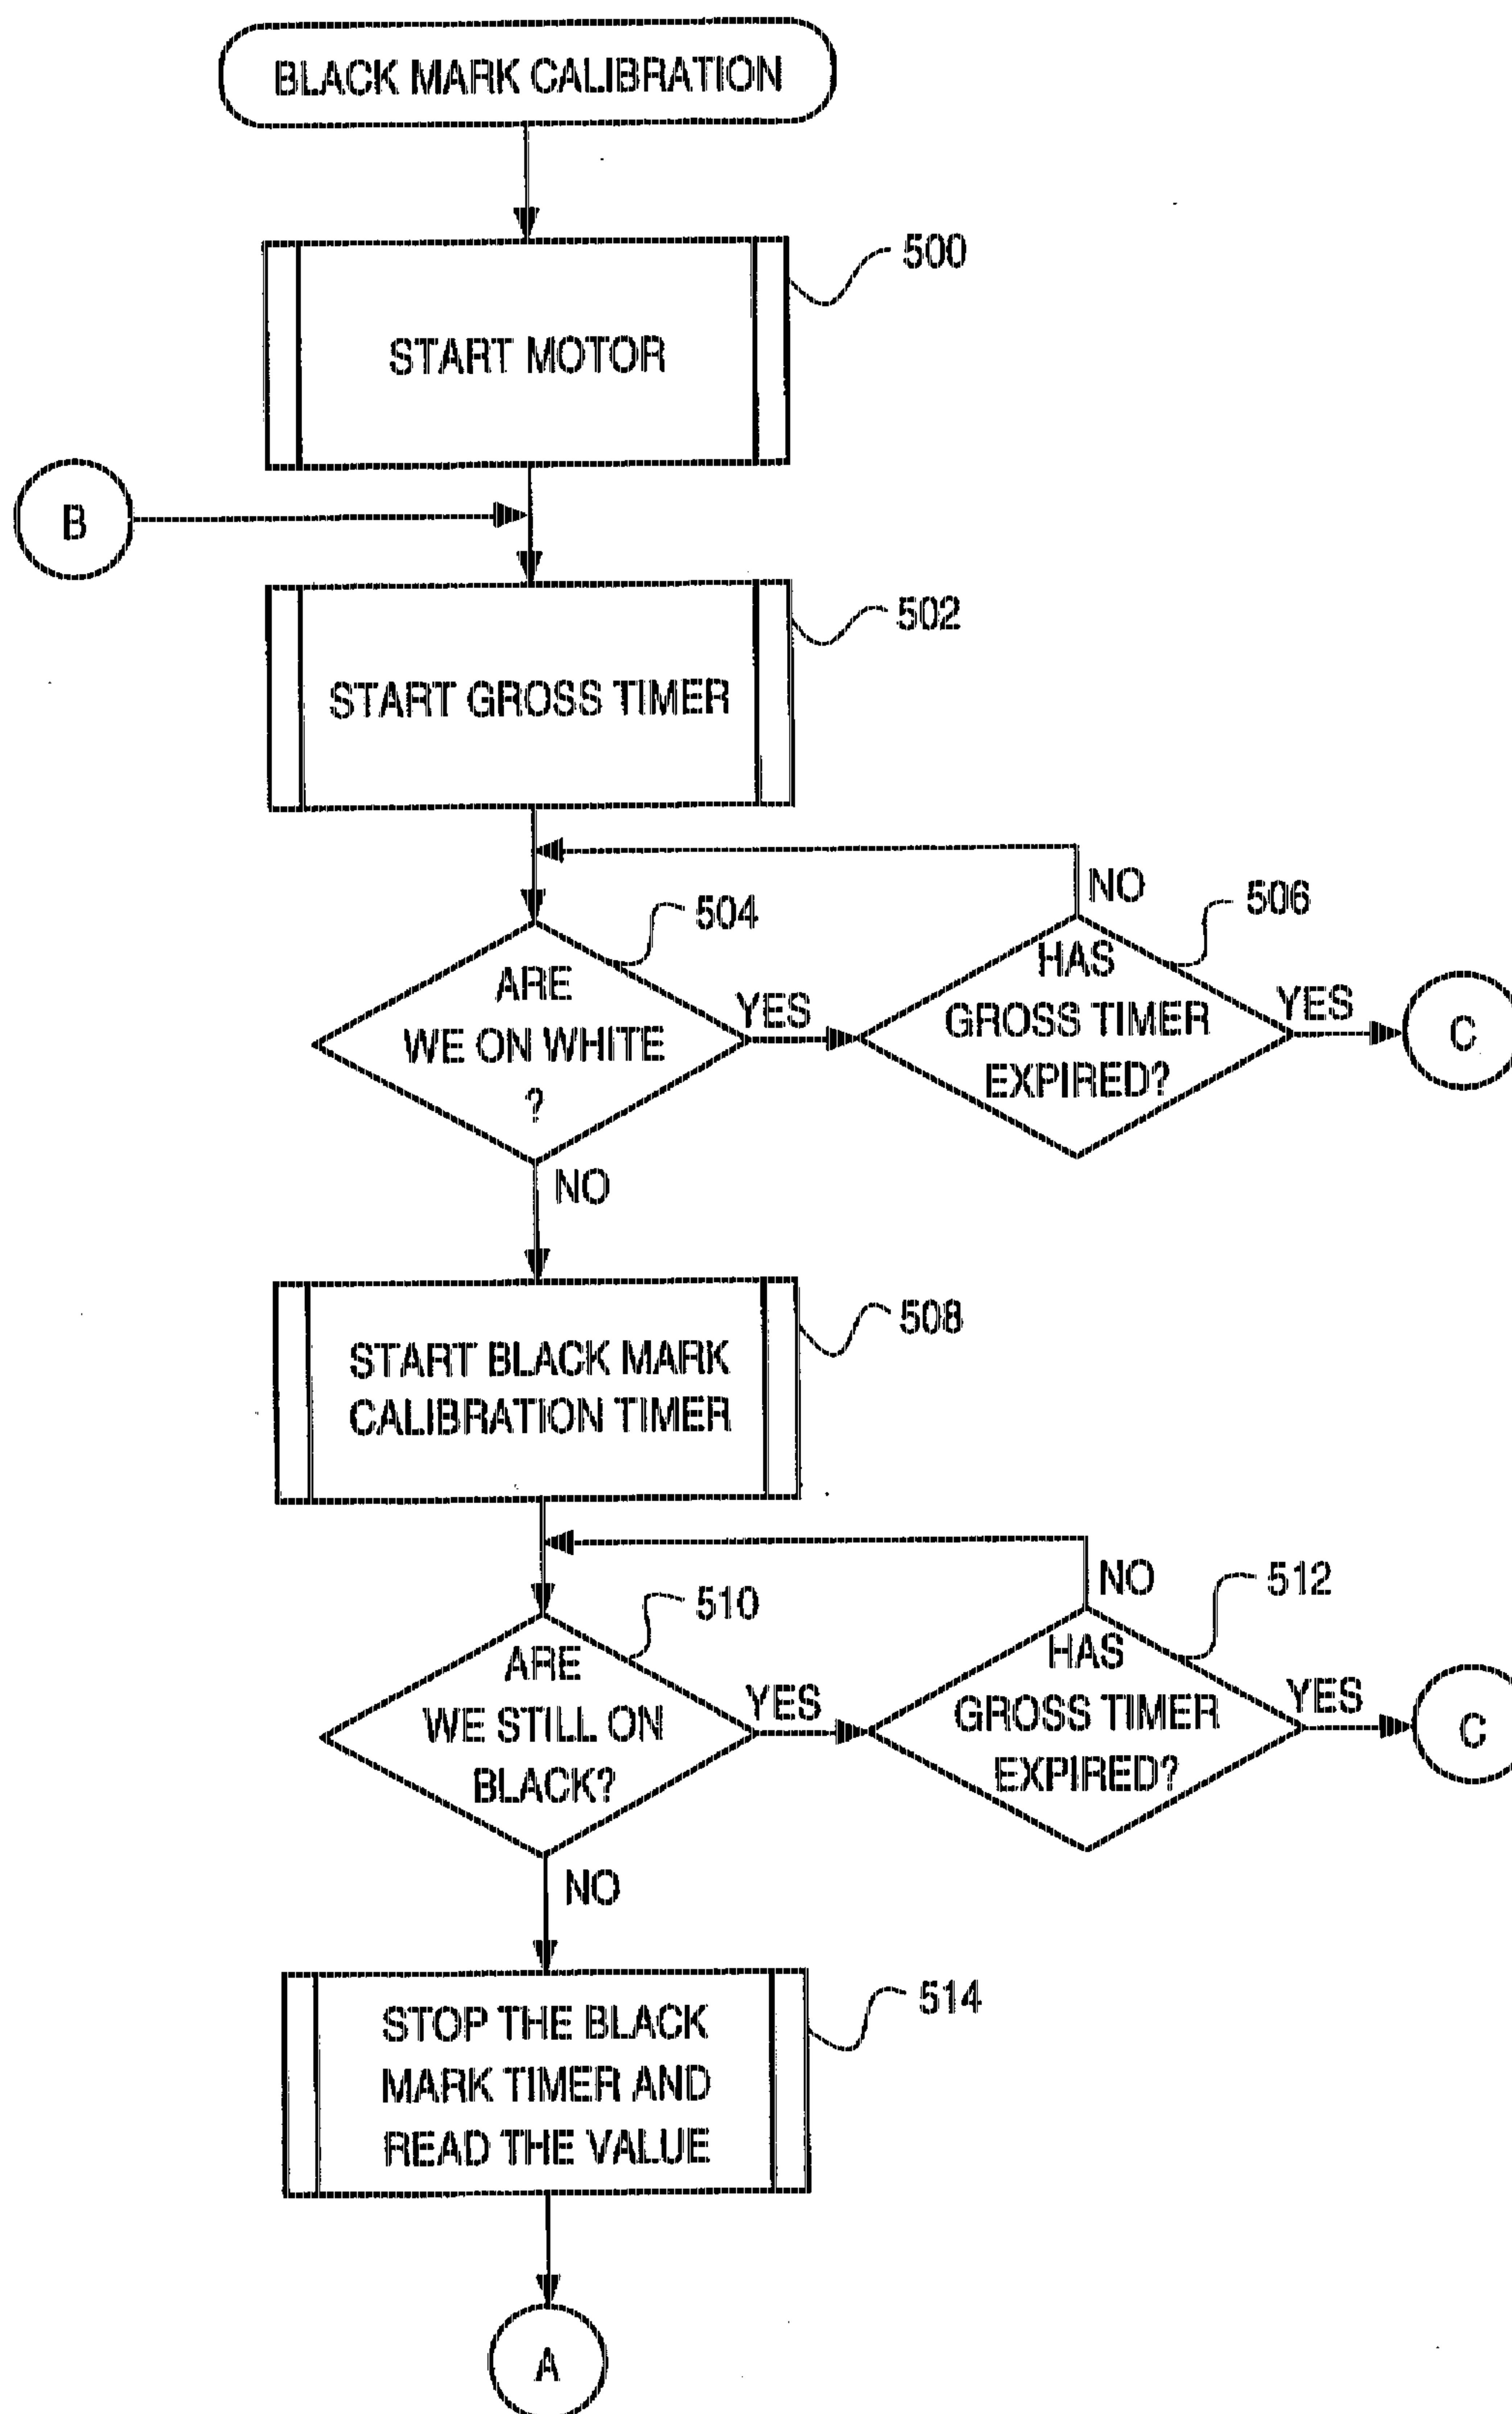 BLACK MARK CALIBRATION
500
START MOTOR
B
502
START GROSS TIMER
NO
504
506
ARE
WE ON WHITE
?
YES
HAS
GROSS TIMER
EXPIRED?
YES
C
NO
508
START BLACK MARK
CALIBRATION TIMER
NO
510
512
ARE
WE STILL ON
BLACK?
YES
HAS
GROSS TIMER
EXPIRED?
YES
C
NO
514
STOP THE BLACK
MARK TIMER AND
READ THE VALUE
A